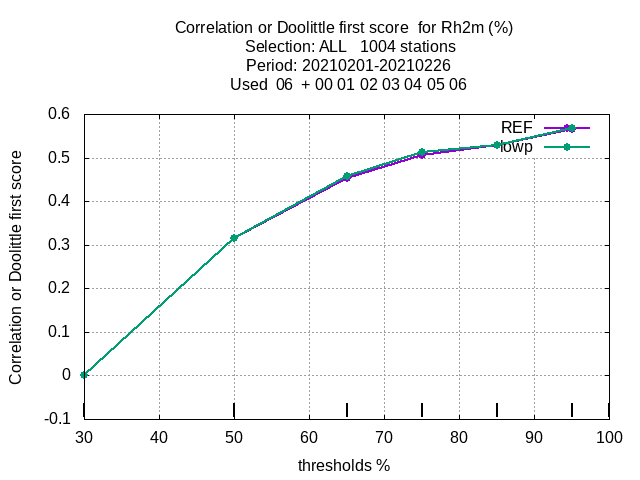 Correlation or Doolittle first score  for Rh2m (%)
Selection: ALL   1004 stations
Period: 20210201-20210226
Used  06  + 00 01 02 03 04 05 06
Correlation or Doolittle first score
0.6
0.5
0.4
0.3
0.2
0.1
0
-0.1
REF
lowp
30 40 50 60 70 80 90 100
thresholds %